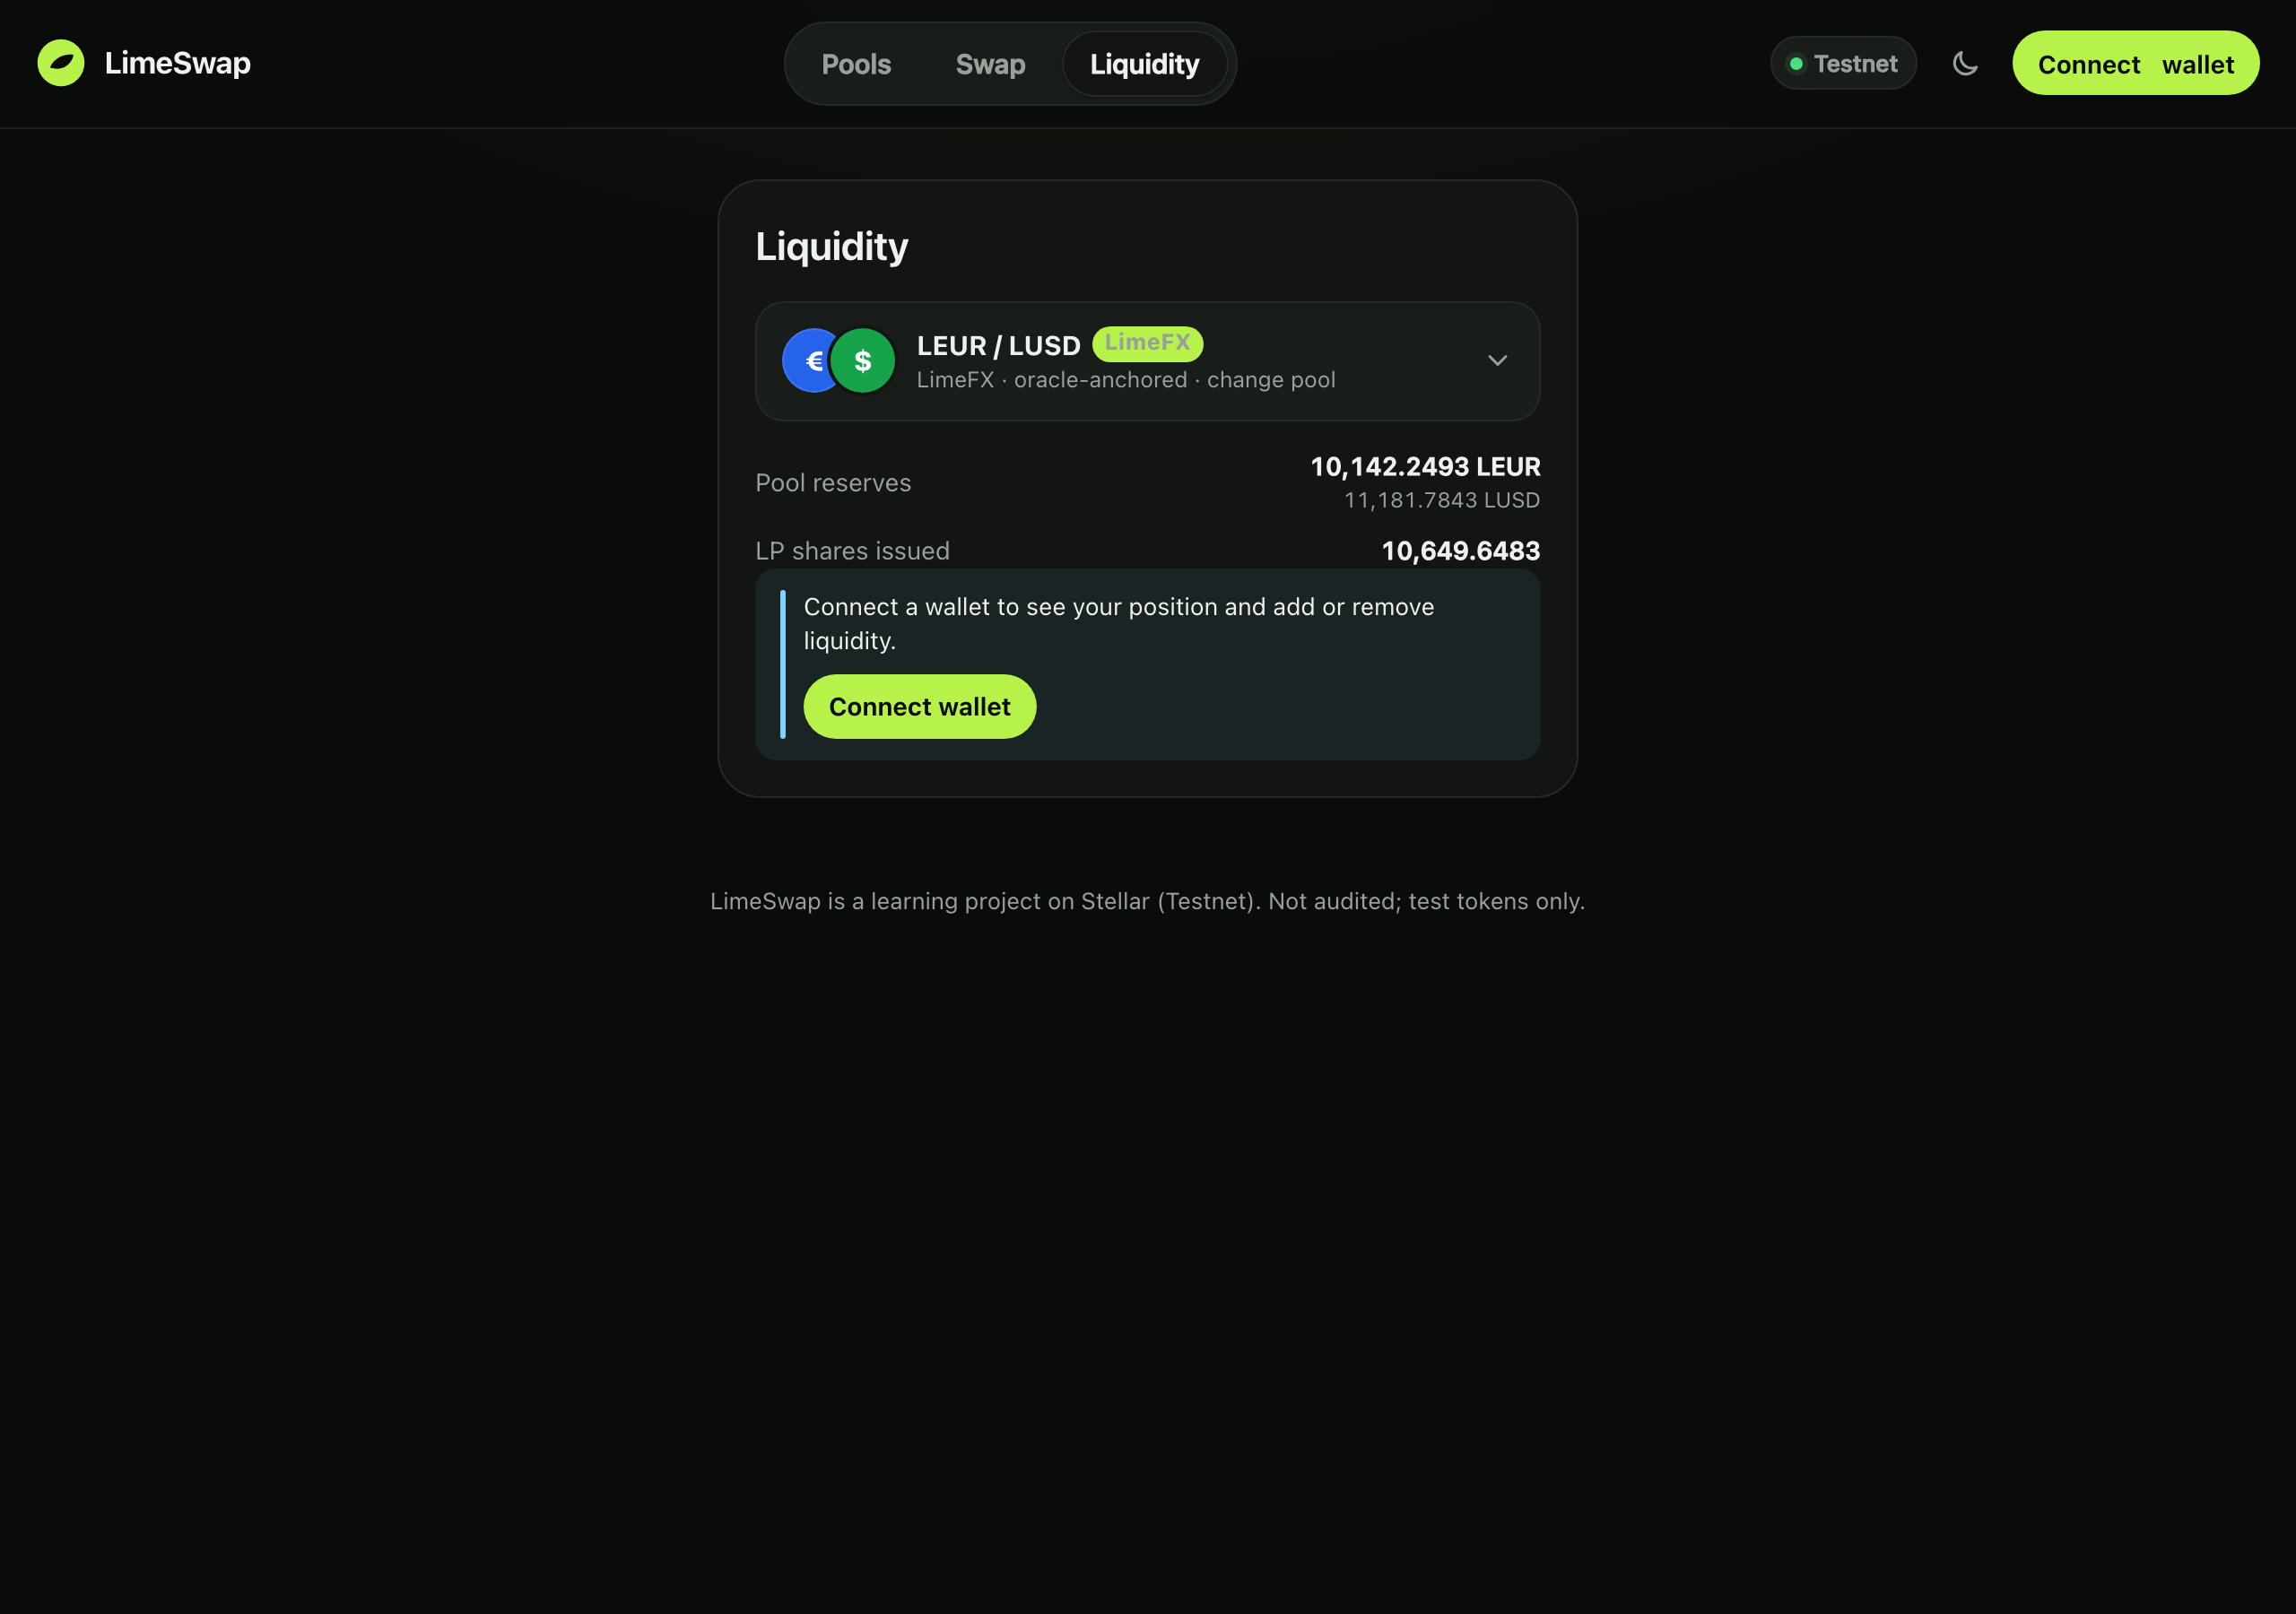 LimeSwap
Pools Swap Liquidity
Testnet
Connect wallet
Liquidity
€ $
LEUR / LUSD LimeFX
LimeFX · oracle-anchored · change pool
Pool reserves
10,142.2493 LEUR
11,181.7843 LUSD
LP shares issued 10,649.6483
Connect a wallet to see your position and add or remove
liquidity.
Connect wallet
LimeSwap is a learning project on Stellar (Testnet). Not audited; test tokens only.